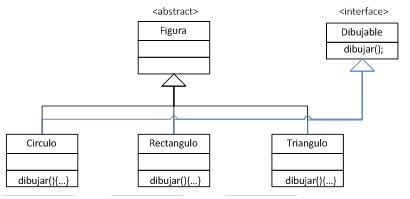 <abstract>
Figura
<interface>
Dibujable
dibujar();
Circulo
dibujar(){...}
Rectangulo
dibujar(){...}
Triangulo
dibujar(){...}